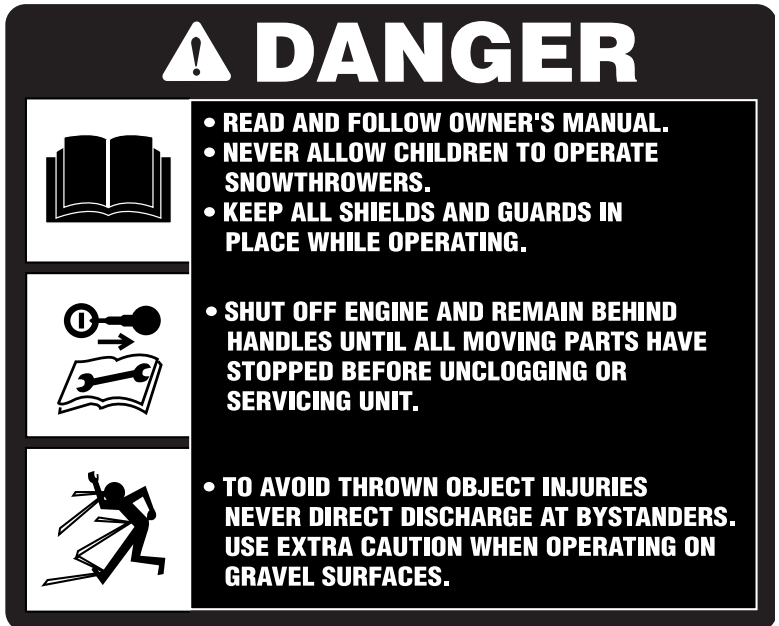 DANGER
• READ AND FOLLOW OWNER'S MANUAL.
• NEVER ALLOW CHILDREN TO OPERATE
SNOWTHROWERS.
• KEEP ALL SHIELDS AND GUARDS IN
PLACE WHILE OPERATING.
• SHUT OFF ENGINE AND REMAIN BEHIND
HANDLES UNTIL ALL MOVING PARTS HAVE
STOPPED BEFORE UNCLOGGING OR
SERVICING UNIT.
• TO AVOID THROWN OBJECT INJURIES
NEVER DIRECT DISCHARGE AT BYSTANDERS.
USE EXTRA CAUTION WHEN OPERATING ON
GRAVEL SURFACES.